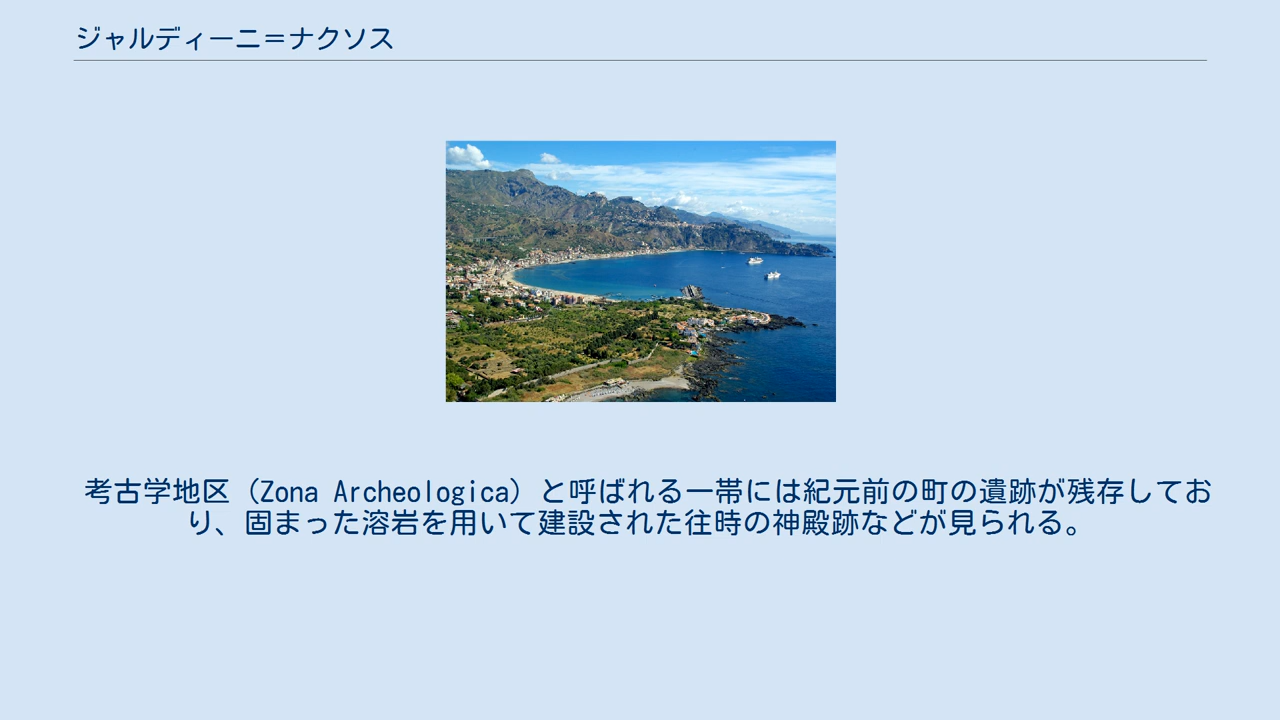 ジャルディーニ＝ナクソス
考古学地区（Zona Archeologica）と呼ばれる一帯には紀元前の町の遺跡が残存してお
り、固まった溶岩を用いて建設された往時の神殿跡などが見られる。